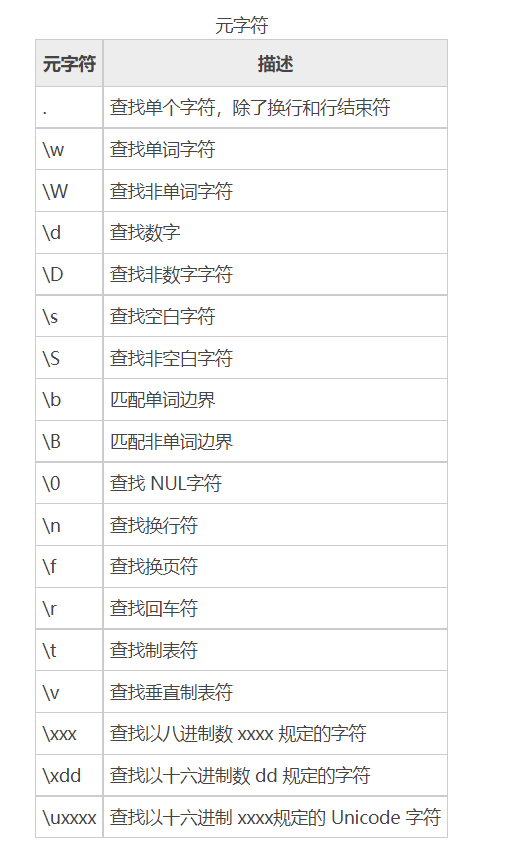 元字符
元字符 描述
. 查找单个字符，除了换行和行结束符
\w 查找单词字符
\W 查找非单词字符
\d 查找数字
\D 查找非数字字符
\s 查找空白字符
\S 查找非空白字符
\b 匹配单词边界
\B 匹配非单词边界
\0 查找 NUL字符
\n 查找换行符
\f 查找换页符
\r 查找回车符
\t 查找制表符
\v 查找垂直制表符
\xxx 查找以八进制数 xxxx 规定的字符
\xdd 查找以十六进制数 dd 规定的字符
\uxxxx 查找以十六进制 xxxx规定的 Unicode 字符